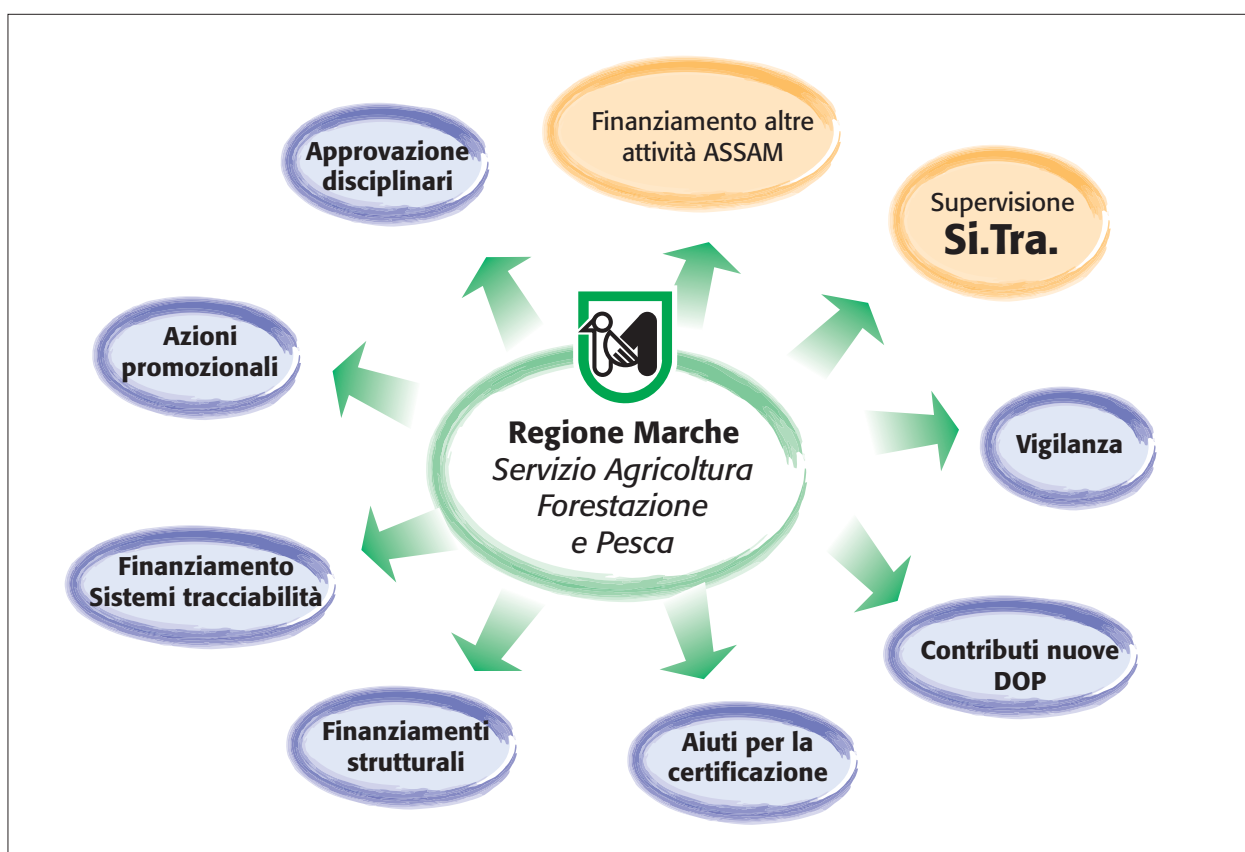 Finanziamento altre
attività ASSAM
Approvazione
disciplinari
Supervisione
Si.Tra.
Azioni
promozionali
Regione Marche
Servizio Agricoltura
Forestazione
e Pesca
Vigilanza
Finanziamento
Sistemi tracciabilità
Contributi nuove
DOP
Finanziamenti
strutturali
Aiuti per la
certificazione